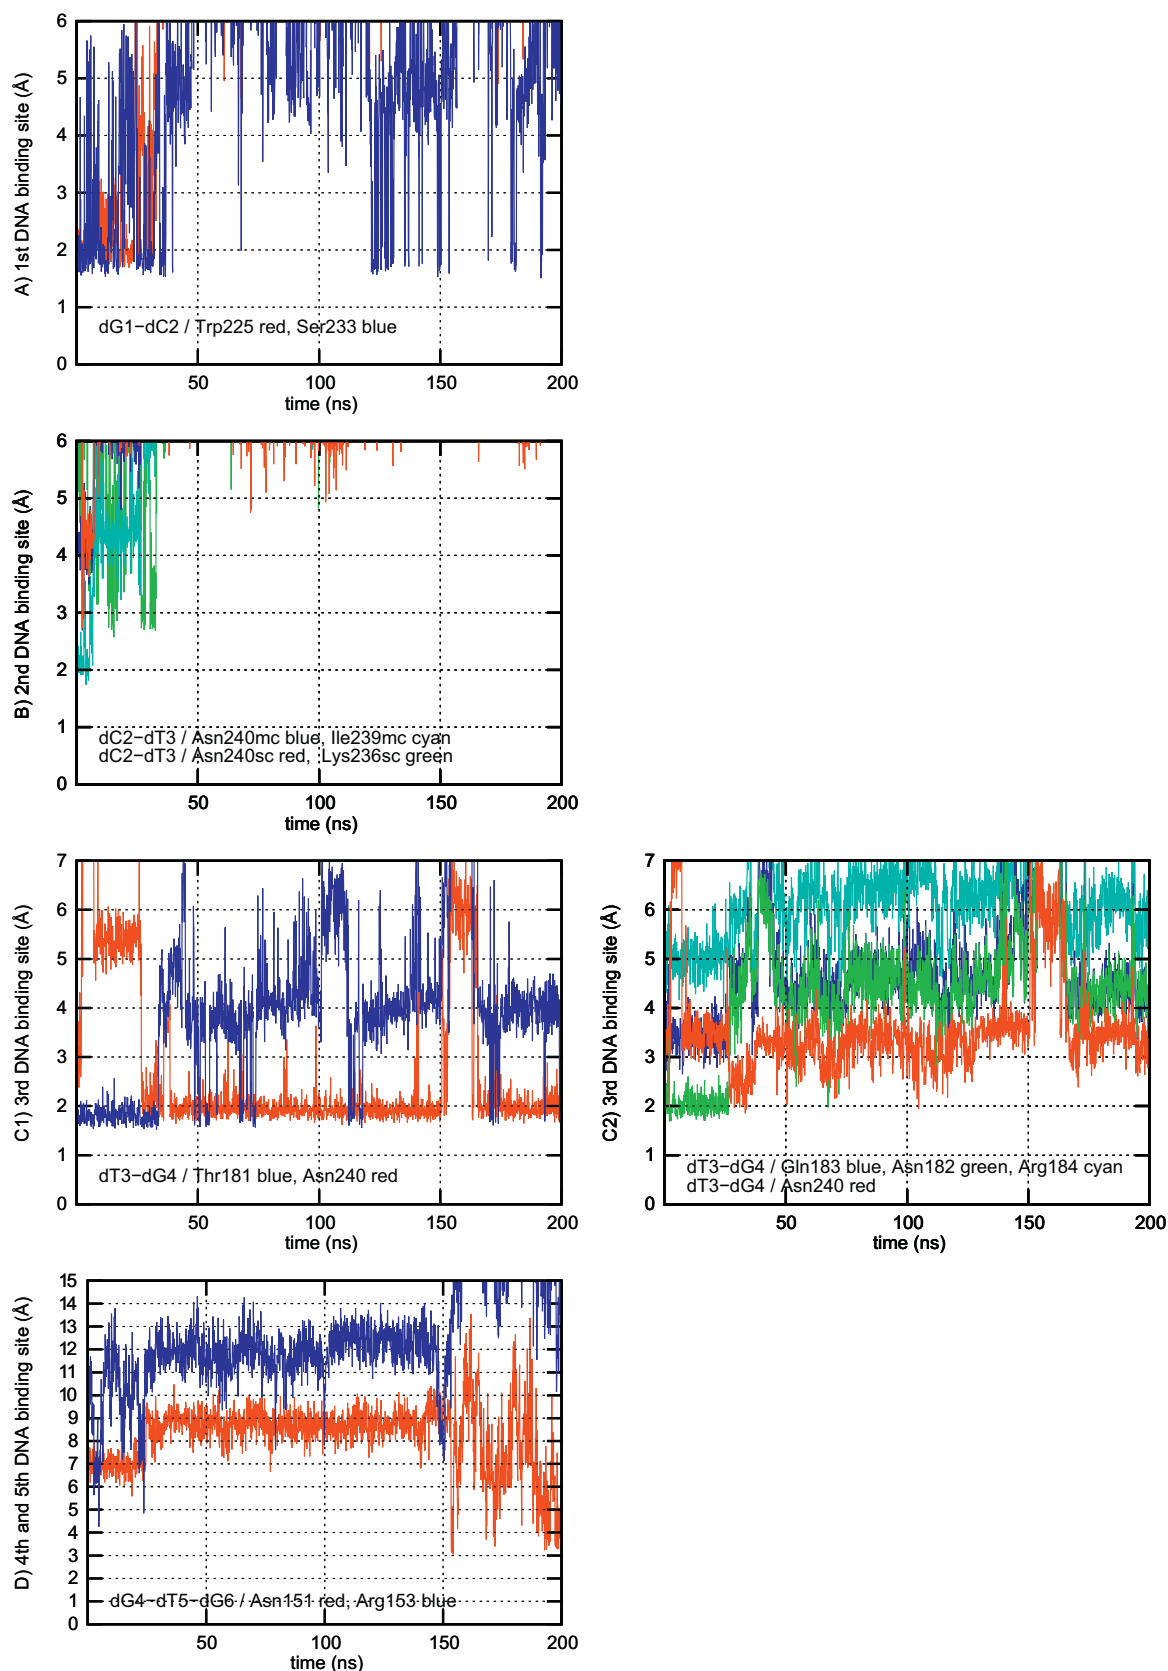 A) 1st DNA binding site (Å)
6
5
4
3
2
1
0
dG1−dC2 / Trp225 red, Ser233 blue
50 100 150 200
time (ns)
B) 2nd DNA binding site (Å)
6
5
4
3
2
1
0
dC2−dT3 / Asn240mc blue, Ile239mc cyan
dC2−dT3 / Asn240sc red, Lys236sc green
50 100 150 200
time (ns)
C1) 3rd DNA binding site (Å)
7
6
5
4
3
2
1
0
dT3−dG4 / Thr181 blue, Asn240 red
50 100 150 200
time (ns)
C2) 3rd DNA binding site (Å)
7
6
5
4
3
2
1
0
dT3−dG4 / Gln183 blue, Asn182 green, Arg184 cyan
dT3−dG4 / Asn240 red
50 100 150 200
time (ns)
D) 4th and 5th DNA binding site (Å)
15
14
13
12
11
10
9
8
7
6
5
4
3
2
1
0
dG4−dT5−dG6 / Asn151 red, Arg153 blue
50 100 150 200
time (ns)